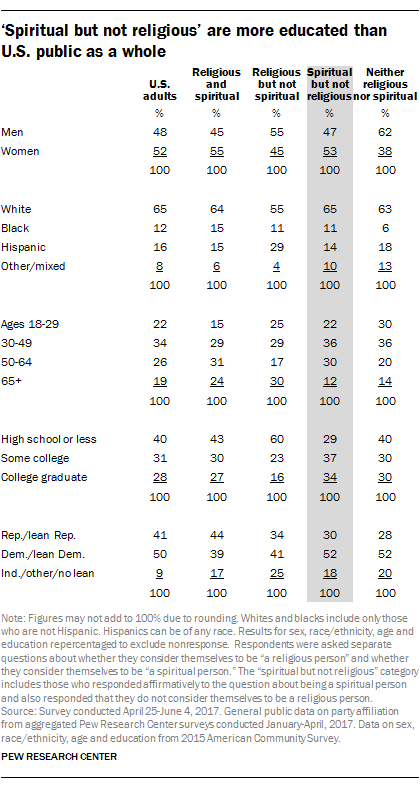 'Spiritual but not religious' are more educated than
U.S. public as a whole
U.S. adults Religious and spiritual Religious but not spiritual Spiritual but not religious Neither religious nor spiritual
% % % % %
Men 48 45 55 47 62
Women 52 55 45 53 38
100 100 100 100 100
White 65 64 55 65 63
Black 12 15 11 11 6
Hispanic 16 15 29 14 18
Other/mixed 8 6 4 10 13
100 100 100 100 100
Ages 18-29 22 15 25 22 30
30-49 34 29 29 36 36
50-64 26 31 17 30 20
65+ 19 24 30 12 14
100 100 100 100 100
High school or less 40 43 60 29 40
Some college 31 30 23 37 30
College graduate 28 27 16 34 30
100 100 100 100 100
Rep./lean Rep. 41 44 34 30 28
Dem./lean Dem. 50 39 41 52 52
Ind./other/no lean 9 17 25 18 20
100 100 100 100 100
Note: Figures may not add to 100% due to rounding. Whites and blacks include only those
who are not Hispanic. Hispanics can be of any race. Results for sex, race/ethnicity, age and
education repercentaged to exclude nonresponse. Respondents were asked separate
questions about whether they consider themselves to be "a religious person" and whether
they consider themselves to be "a spiritual person." The "spiritual but not religious" category
includes those who responded affirmatively to the question about being a spiritual person
and also responded that they do not consider themselves to be a religious person.
Source: Survey conducted April 25-June 4, 2017. General public data on party affiliation
from aggregated Pew Research Center surveys conducted January-April, 2017. Data on sex,
race/ethnicity, age and education from 2015 American Community Survey.
PEW RESEARCH CENTER